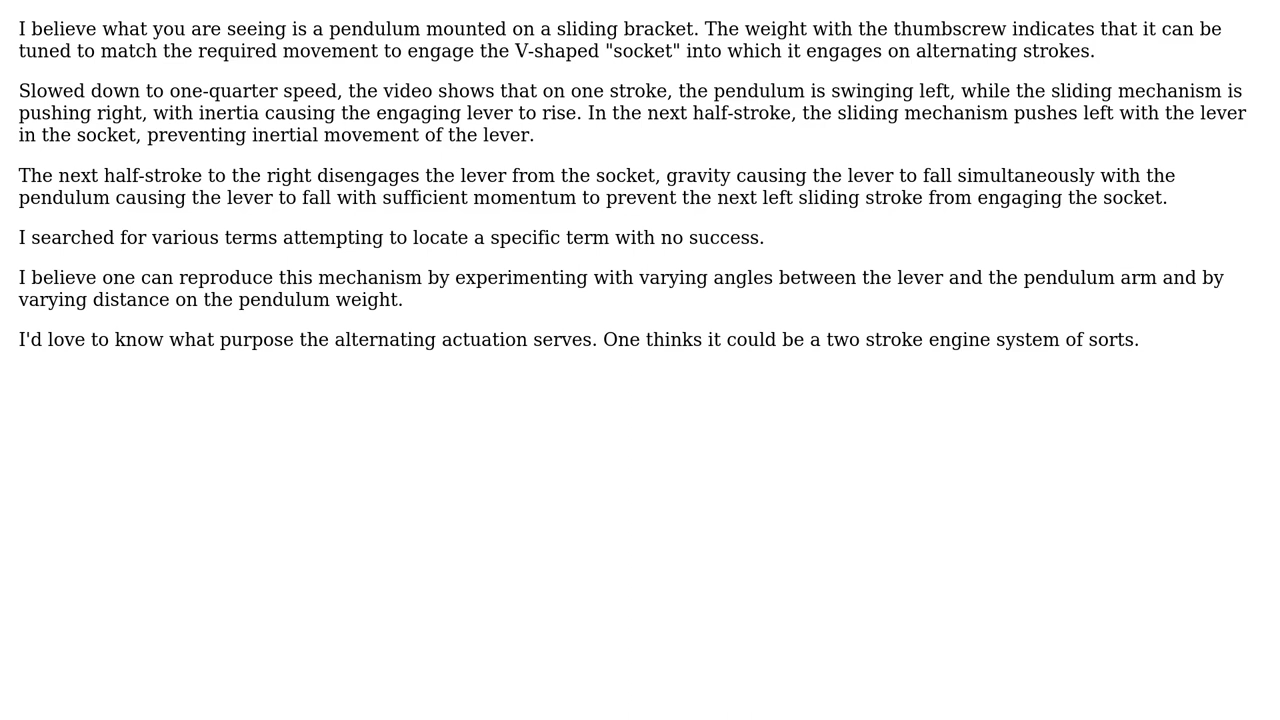 I believe what you are seeing is a pendulum mounted on a sliding bracket. The weight with the thumbscrew indicates that it can be
tuned to match the required movement to engage the V-shaped "socket" into which it engages on alternating strokes.
Slowed down to one-quarter speed, the video shows that on one stroke, the pendulum is swinging left, while the sliding mechanism is
pushing right, with inertia causing the engaging lever to rise. In the next half-stroke, the sliding mechanism pushes left with the lever
in the socket, preventing inertial movement of the lever.
The next half-stroke to the right disengages the lever from the socket, gravity causing the lever to fall simultaneously with the
pendulum causing the lever to fall with sufficient momentum to prevent the next left sliding stroke from engaging the socket.
I searched for various terms attempting to locate a specific term with no success.
I believe one can reproduce this mechanism by experimenting with varying angles between the lever and the pendulum arm and by
varying distance on the pendulum weight.
I'd love to know what purpose the alternating actuation serves. One thinks it could be a two stroke engine system of sorts.